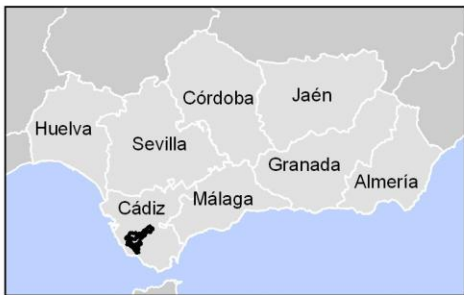 Córdoba
Jaén
Huelva
Sevilla
Granada
Almería
Cádiz
Málaga